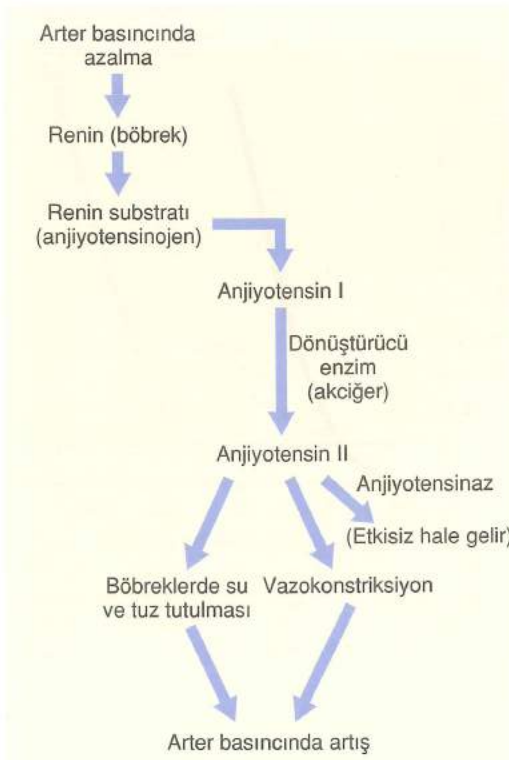 Arter basıncında
azalma
Renin (böbrek)
Renin substratı
(anjiyotensinojen)
Anjiyotensin I
Dönüştürücü
enzim
(akciğer)
Anjiyotensin II
Anjiyotensinaz
(Etkisiz hale gelir)
Böbreklerde su
ve tuz tutulması
Vazokonstriksiyon
Arter basıncında artış